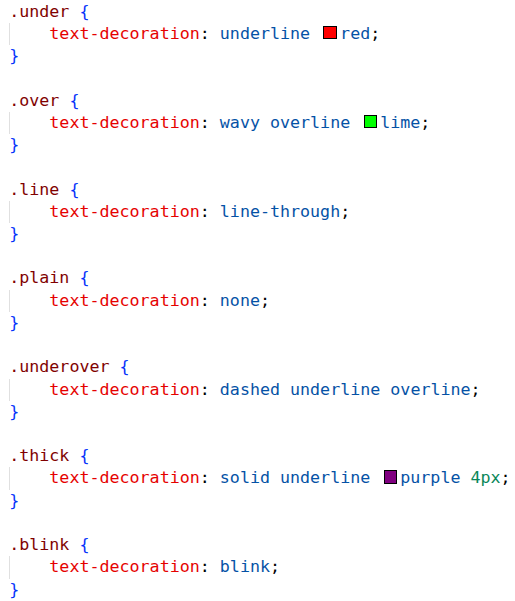 .under {
    text-decoration: underline red;
}

.over {
    text-decoration: wavy overline lime;
}

.line {
    text-decoration: line-through;
}

.plain {
    text-decoration: none;
}

.underover {
    text-decoration: dashed underline overline;
}

.thick {
    text-decoration: solid underline purple 4px;
}

.blink {
    text-decoration: blink;
}